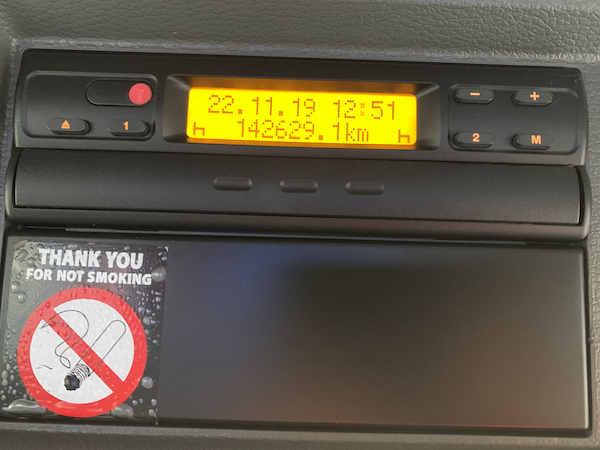 22.11.19 12:51
142629.1km
T
1
-
+
2
M
THANK YOU
FOR NOT SMOKING